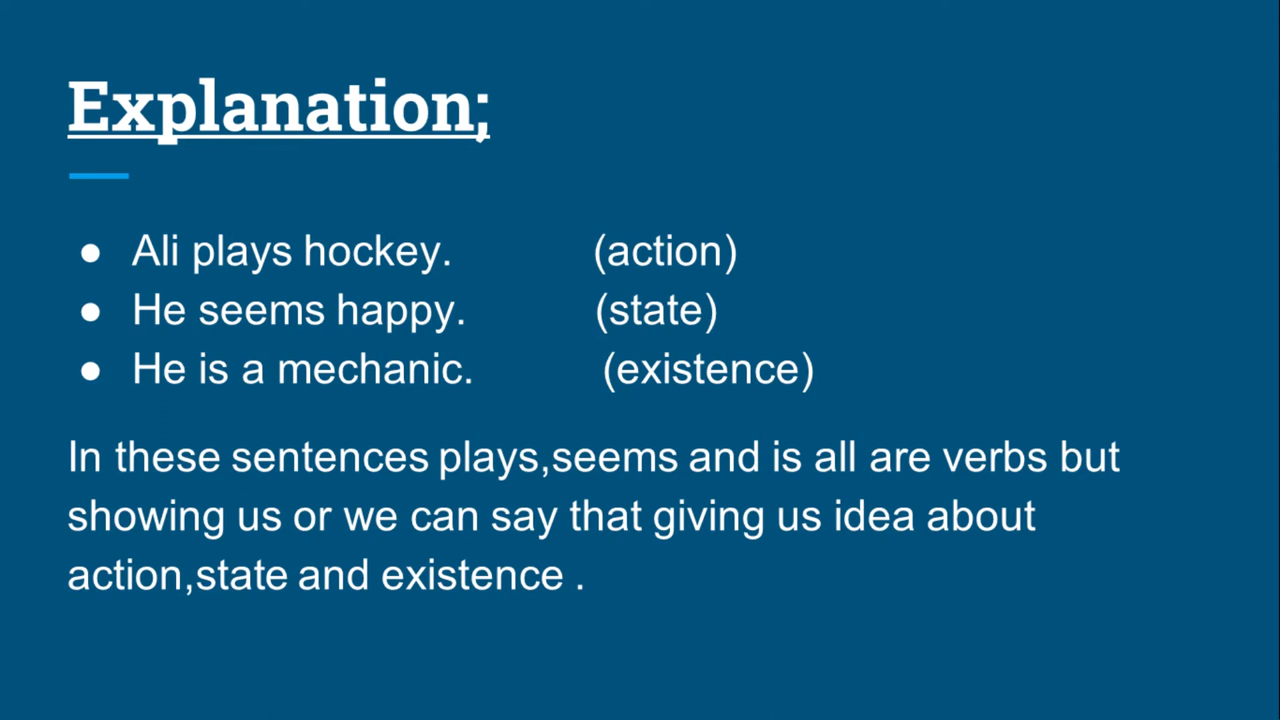 Explanation;
● Ali plays hockey. (action)
● He seems happy. (state)
● He is a mechanic. (existence)
In these sentences plays,seems and is all are verbs but
showing us or we can say that giving us idea about
action,state and existence .